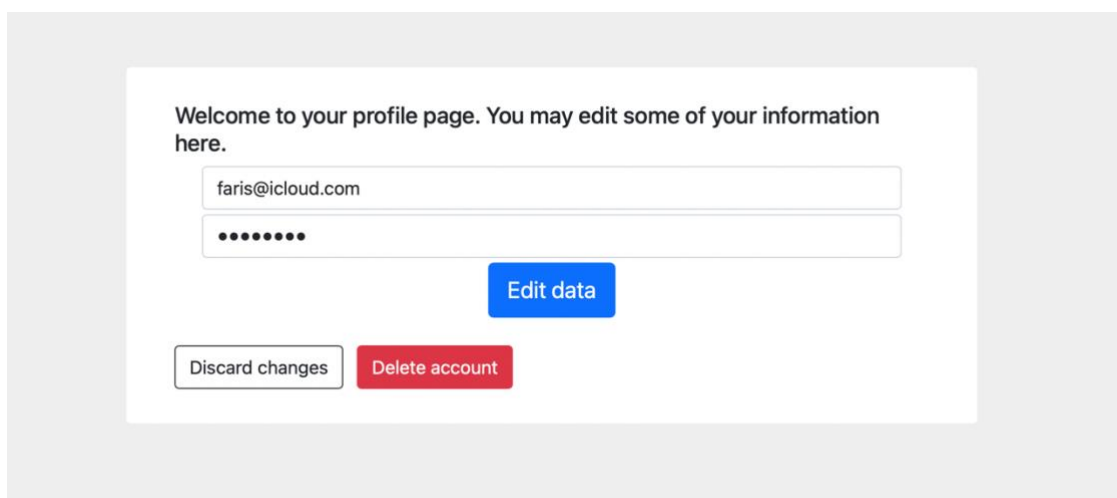 Welcome to your profile page. You may edit some of your information
here.
faris@icloud.com
••••••••
Edit data
Discard changes
Delete account